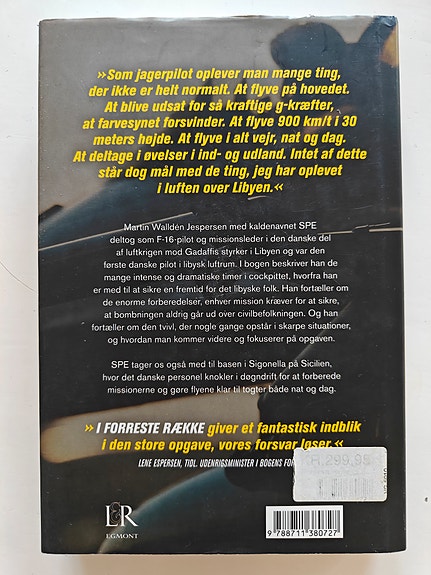 »Som jagerpilot oplever man mange ting,
der ikke er helt normalt. At flyve på hovedet.
At blive udsat for så kraftige g-kræfter,
at farvesynet forsvinder. At flyve 900 km/t i 30
meters højde. At flyve i alt vejr, nat og dag.
At deltage i øvelser i ind- og udland. Intet af dette
står dog mål med de ting, jeg har oplevet
i luften over Libyen.«
Martin Walldén Jespersen med kaldenavnet SPE
deltog som F-16-pilot og missionsleder i den danske del
af luftkrigen mod Gadaffis styrker i Libyen og var den
første danske pilot i libysk luftrum. I bogen beskriver han de
mange intense og dramatiske timer i cockpittet, hvorfra han
er med til at sikre en fremtid for det libyske folk. Han fortæller om
de enorme forberedelser, enhver mission kræver for at sikre,
at bombningen aldrig går ud over civilbefolkningen. Og han
fortæller om den tvivl, der nogle gange opstår i skarpe situationer,
og hvordan man kommer videre og fokuserer på opgaven.
SPE tager os også med til basen i Sigonella på Sicilien,
hvor det danske personel knokler i døgndrift for at forberede
missionerne og gøre flyene klar til togter både nat og dag.
»I FORRESTE RÆKKE giver et fantastisk indblik
i den store opgave, vores forsvar løser.«
LENE ESPERSEN, TIDL. UDENRIGSMINISTER I BOGENS
299,95
L&R
EGMONT
9 788711 380727